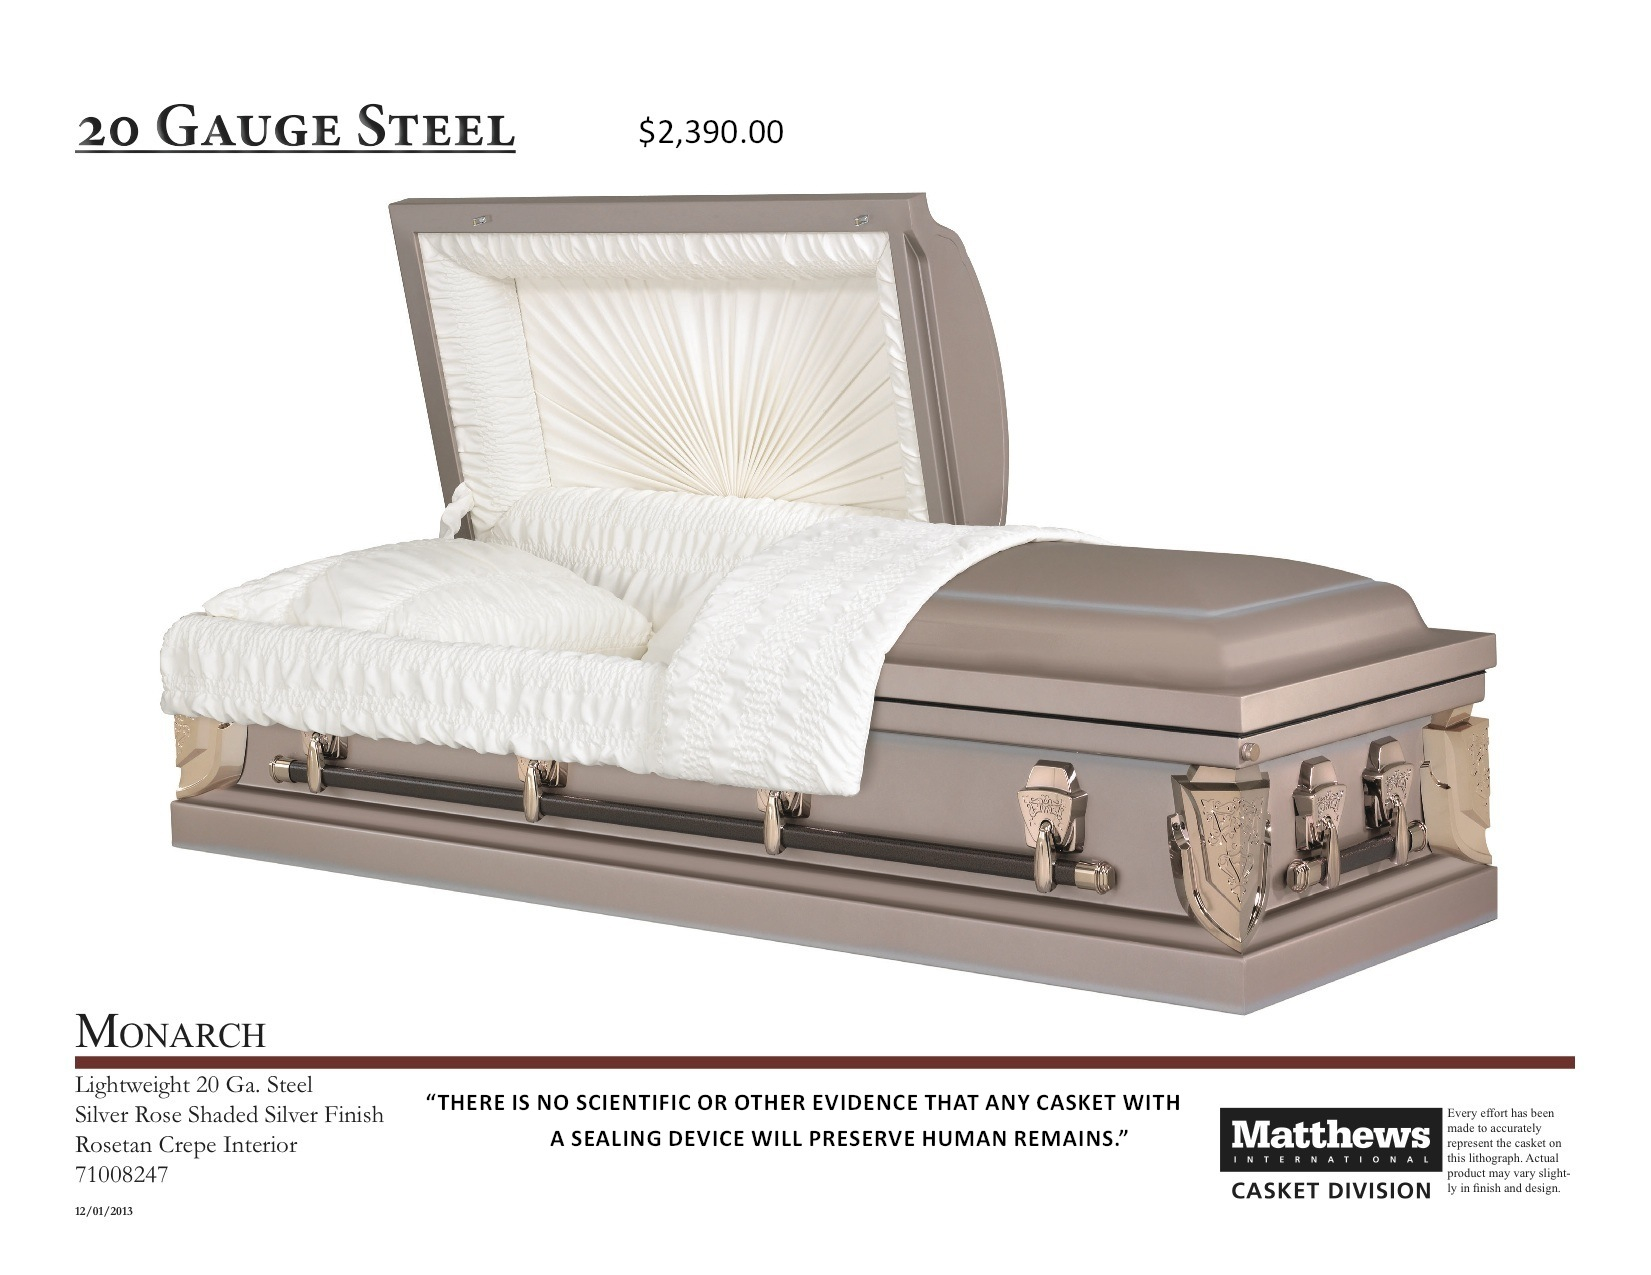 20 GAUGE STEEL
$2,390.00
MONARCH
Lightweight 20 Ga. Steel
Silver Rose Shaded Silver Finish
Rosetan Crepe Interior
71008247
12/01/2013
“THERE IS NO SCIENTIFIC OR OTHER EVIDENCE THAT ANY CASKET WITH
A SEALING DEVICE WILL PRESERVE HUMAN REMAINS.”
Matthews
INTERNATIONAL
CASKET DIVISION
Every effort has been
made to accurately
represent the casket on
this lithograph. Actual
product may vary slight-
ly in finish and design.